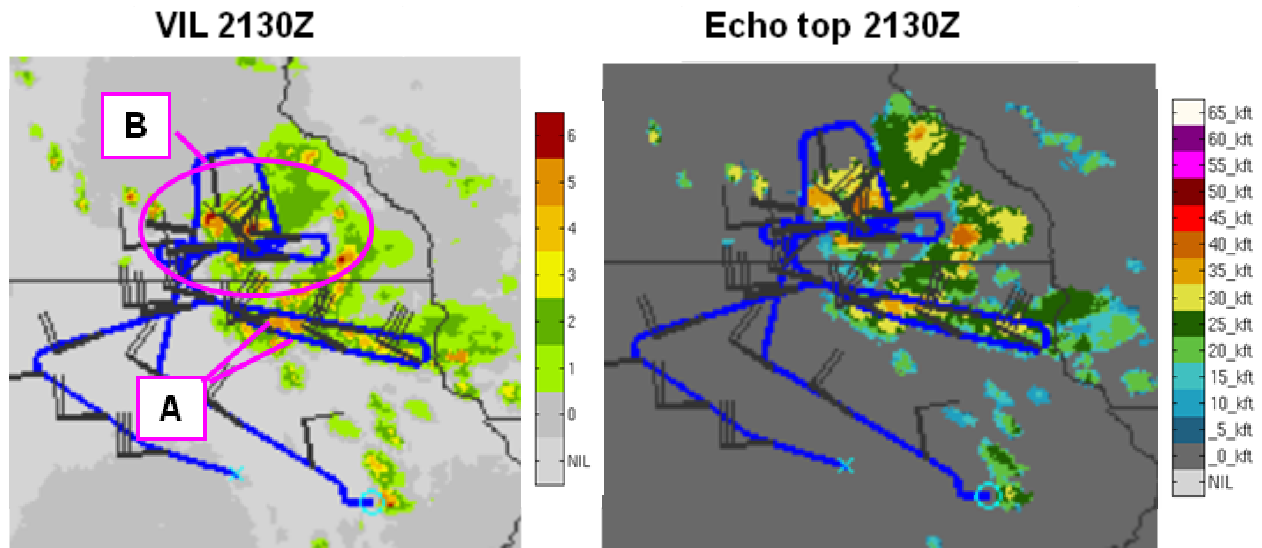 VIL 2130Z
Echo top 2130Z
B
A
6
5
4
3
2
1
0
NIL
65_kft
60_kft
55_kft
50_kft
45_kft
40_kft
35_kft
30_kft
25_kft
20_kft
15_kft
10_kft
_5_kft
_0_kft
NIL